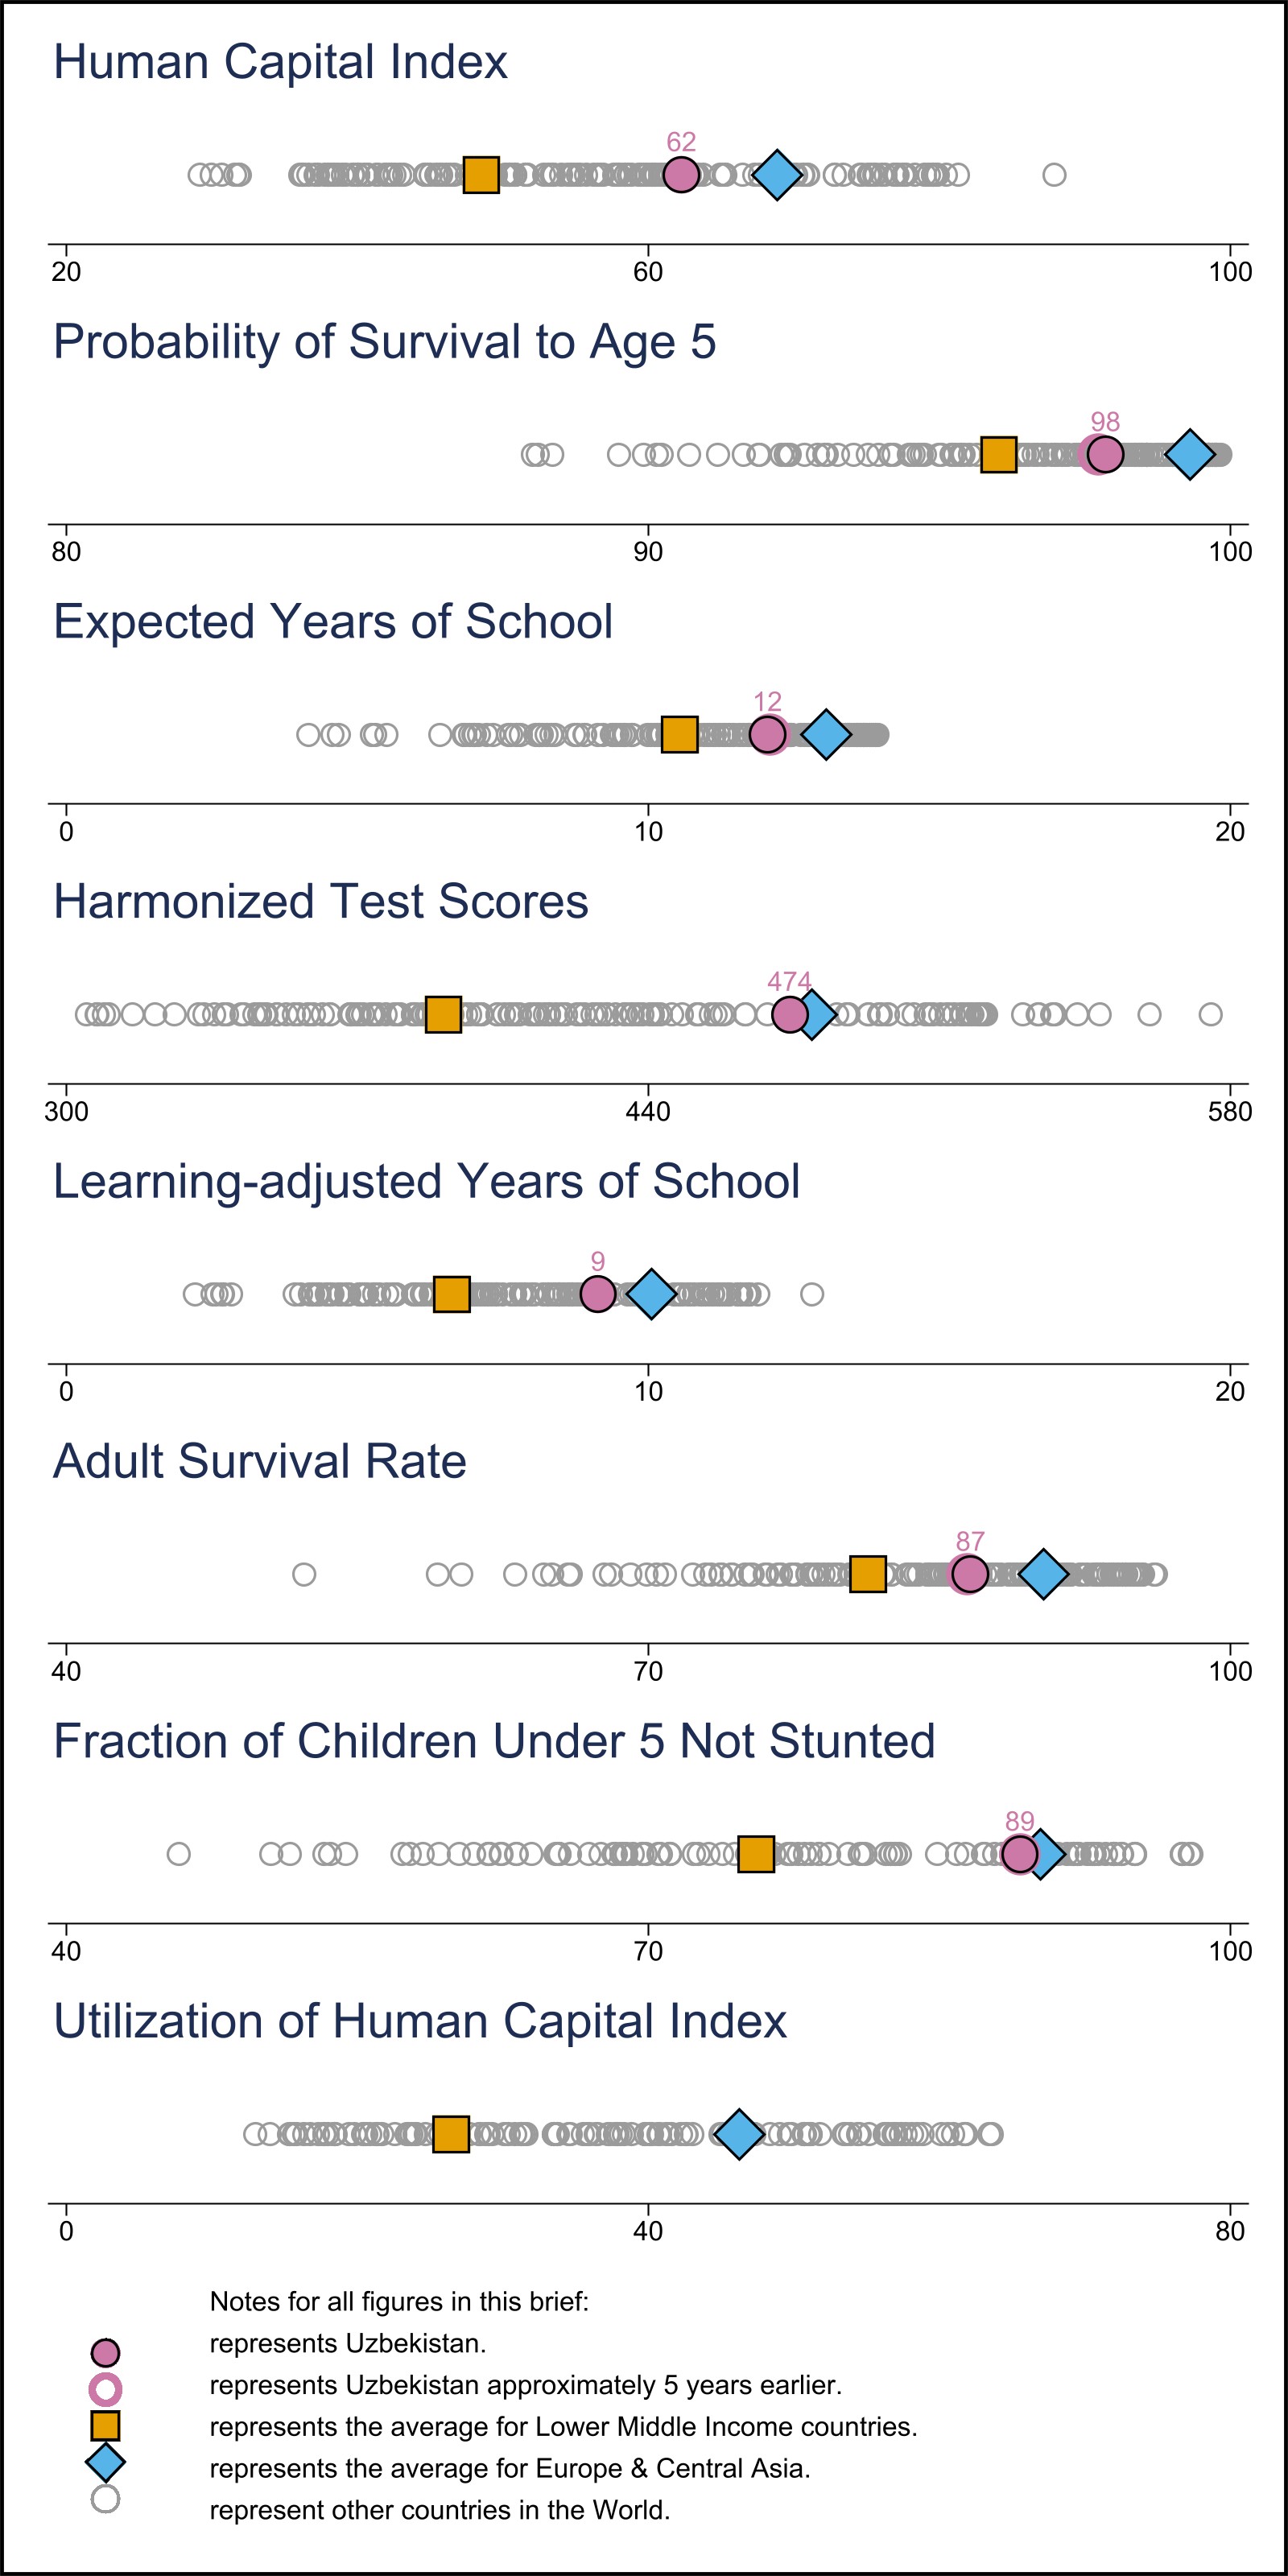 Human Capital Index
62
20 60 100
Probability of Survival to Age 5
98
80 90 100
Expected Years of School
12
0 10 20
Harmonized Test Scores
474
300 440 580
Learning-adjusted Years of School
9
0 10 20
Adult Survival Rate
87
40 70 100
Fraction of Children Under 5 Not Stunted
89
40 70 100
Utilization of Human Capital Index
0 40 80
Notes for all figures in this brief:
represents Uzbekistan.
represents Uzbekistan approximately 5 years earlier.
represents the average for Lower Middle Income countries.
represents the average for Europe & Central Asia.
represent other countries in the World.